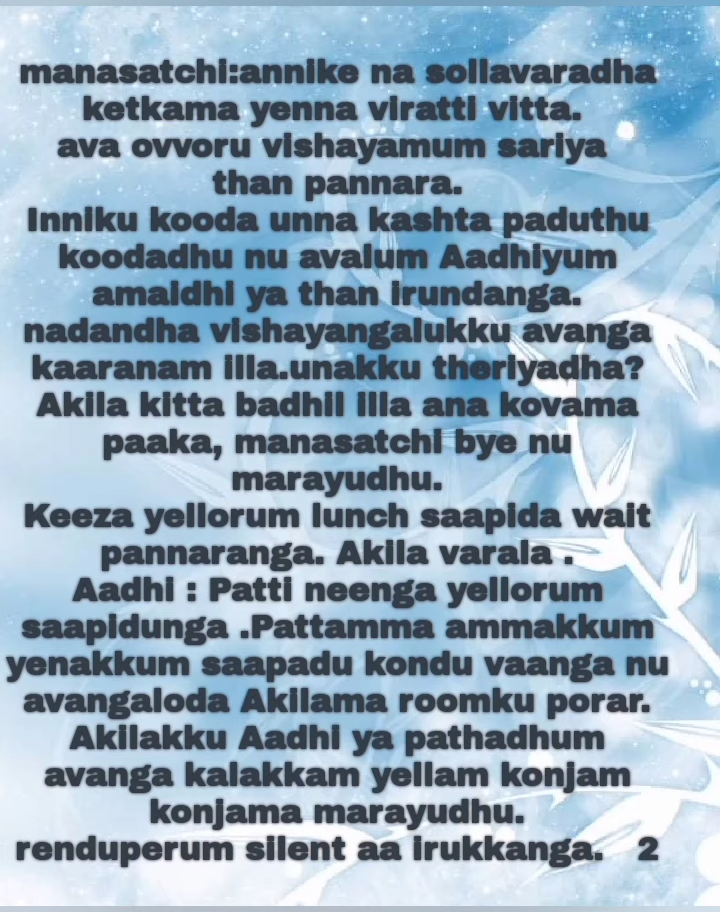 manasatchi:annike na sollavaradha
ketkama yenna viratti vitta.
ava ovvoru vishayamum sariya
than pannara.
Inniku kooda unna kashta paduthu
koodadhu nu avalum Aadhiyum
amaidhi ya than irundanga.
nadandha vishayangalukku avanga
kaaranam illa.unakku theriyadha?
Akila kitta badhil illa ana kovama
paaka, manasatchi bye nu
marayudhu.
Keeza yellorum lunch saapida wait
pannaranga. Akila varala .
Aadhi : Patti neenga yellorum
saapidunga .Pattamma ammakkum
yenakkum saapadu kondu vaanga nu
avangaloda Akilama roomku porar.
Akilakku Aadhi ya pathadhum
avanga kalakkam yellam konjam
konjama marayudhu.
renduperum silent aa irukkanga. 2